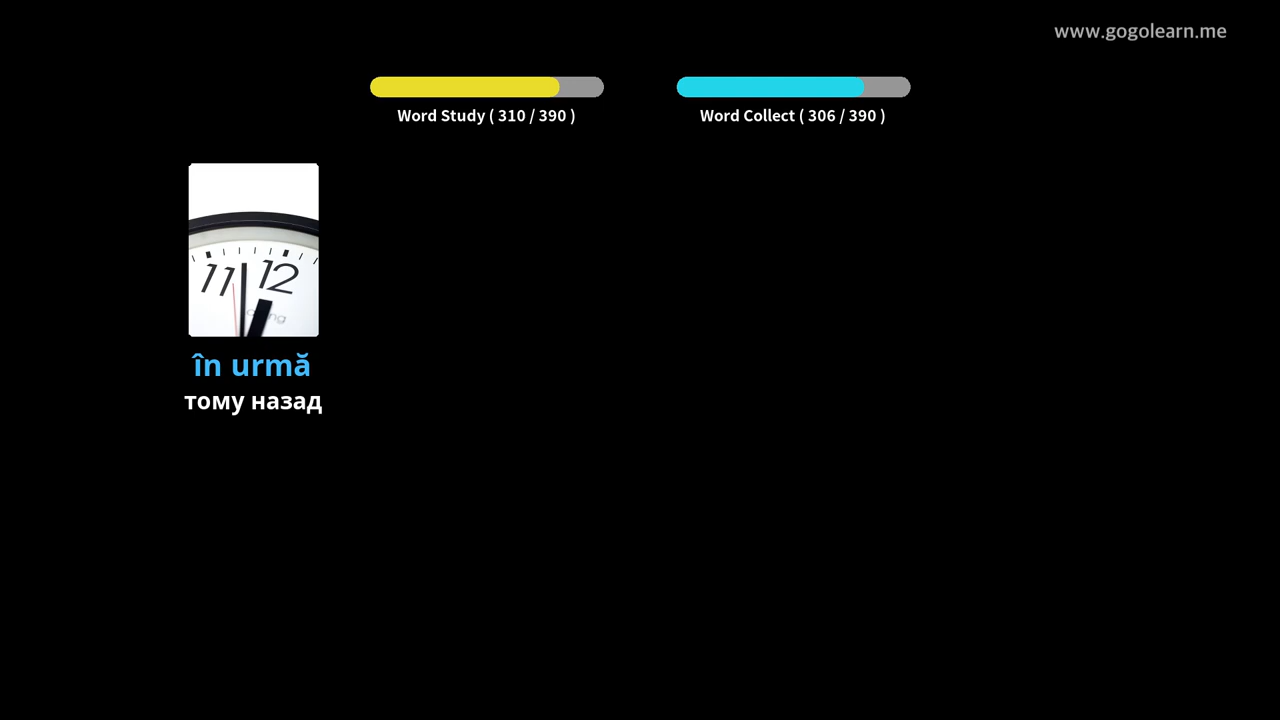 www.gogolearn.me
Word Study ( 310 / 390 )
Word Collect ( 306 / 390 )
11 12
în urmă
тому назад